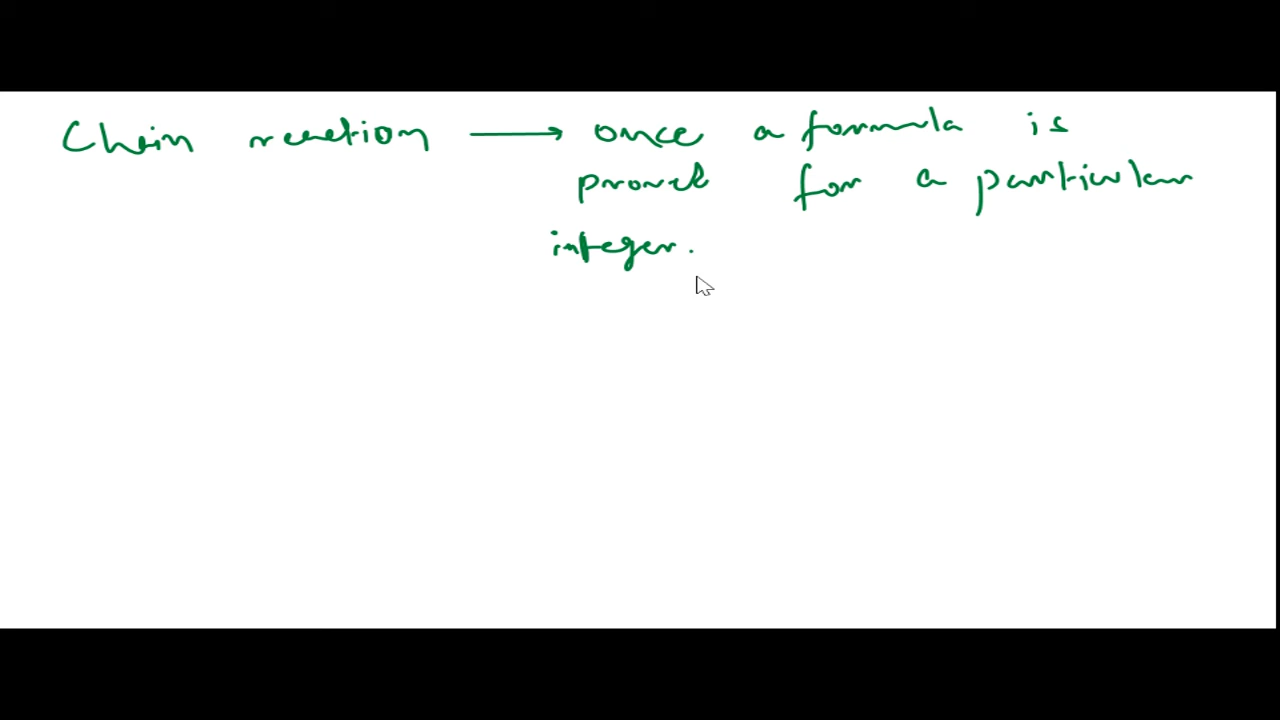 Chain reaction → once a formula is
proved for a particular
integer.